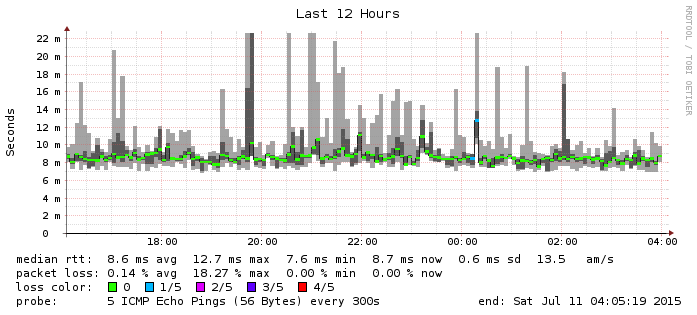 Last 12 Hours
RRDTOOL / TOBI OETIKER
Seconds
22 m
20 m
18 m
16 m
14 m
12 m
10 m
8 m
6 m
4 m
2 m
0
18:00 20:00 22:00 00:00 02:00 04:00
median rtt: 8.6 ms avg 12.7 ms max 7.6 ms min 8.7 ms now 0.6 ms sd 13.5 am/s
packet loss: 0.14 % avg 18.27 % max 0.00 % min 0.00 % now
loss color: 0 1/5 2/5 3/5 4/5
probe: 5 ICMP Echo Pings (56 Bytes) every 300s end: Sat Jul 11 04:05:19 2015